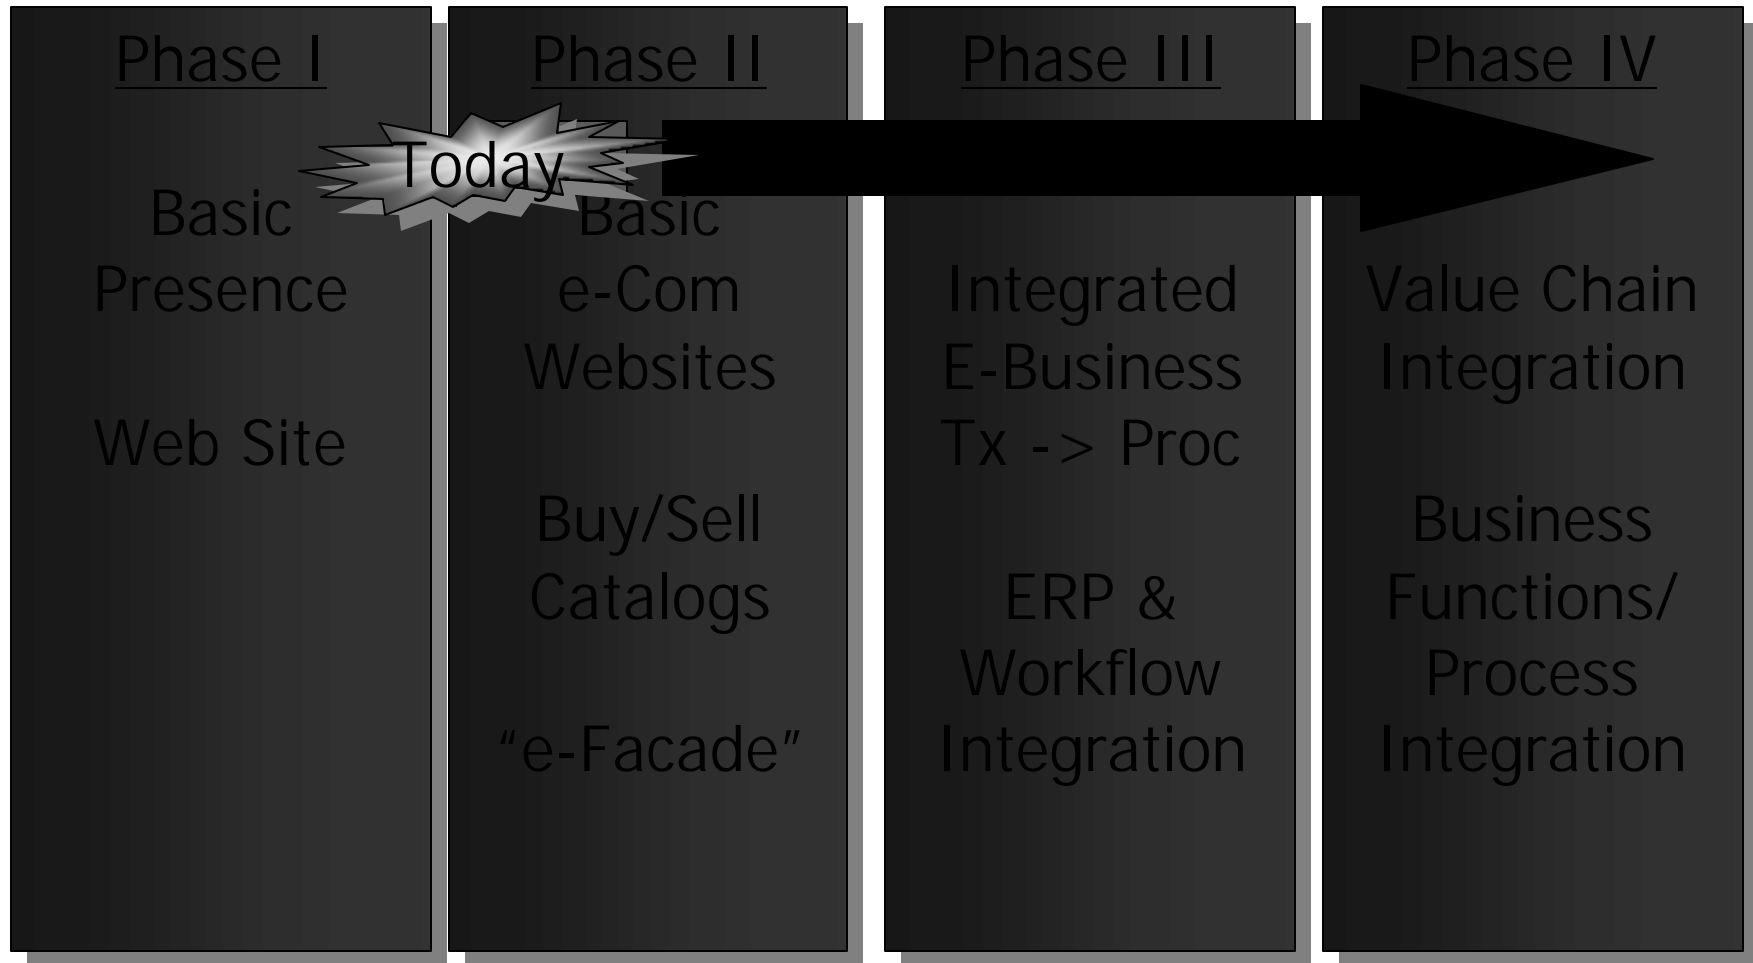 Phase I
Basic
Presence
Web Site
Today
Phase II
Basic
e-Com
Websites
Buy/Sell
Catalogs
“e-Facade”
Phase III
Integrated
E-Business
Tx -> Proc
ERP &
Workflow
Integration
Phase IV
Value Chain
Integration
Business
Functions/
Process
Integration